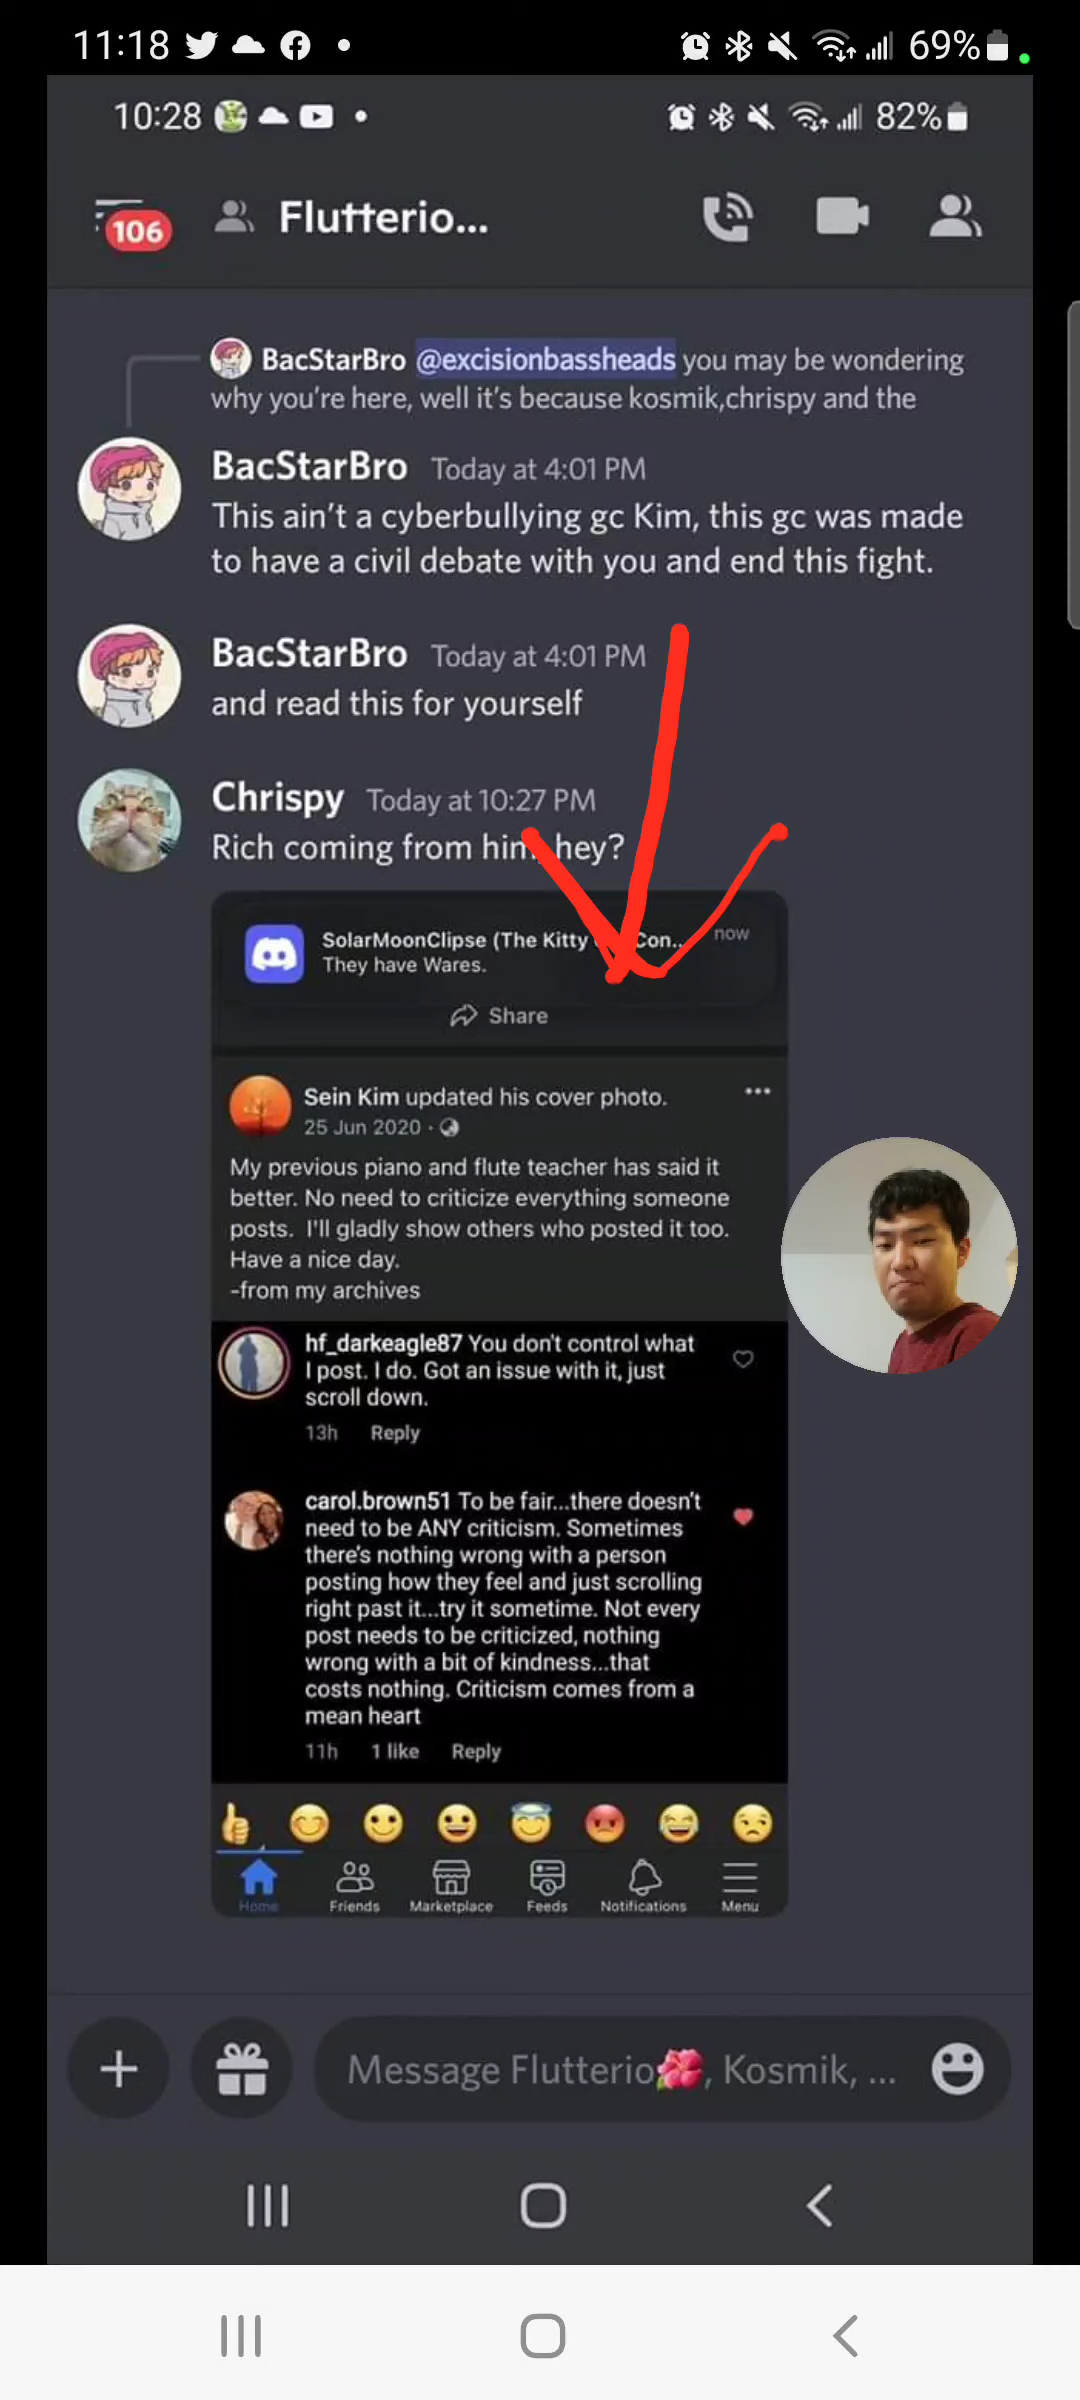 11:18
69%
10:28
82%
106
Flutterio...
BacStarBro @excisionbassheads you may be wondering
why you're here, well it's because kosmik,chrispy and the
BacStarBro Today at 4:01 PM
This ain't a cyberbullying gc Kim, this gc was made
to have a civil debate with you and end this fight.
BacStarBro Today at 4:01 PM
and read this for yourself
Chrispy Today at 10:27 PM
Rich coming from him, hey?
SolarMoonClipse (The Kitty Con... now
They have Wares.
Share
Sein Kim updated his cover photo.
25 Jun 2020 ·
My previous piano and flute teacher has said it
better. No need to criticize everything someone
posts. I'll gladly show others who posted it too.
Have a nice day.
-from my archives
hf_darkeagle87 You don't control what
I post. I do. Got an issue with it, just
scroll down.
13h Reply
carol.brown51 To be fair...there doesn't
need to be ANY criticism. Sometimes
there's nothing wrong with a person
posting how they feel and just scrolling
right past it...try it sometime. Not every
post needs to be criticized, nothing
wrong with a bit of kindness...that
costs nothing. Criticism comes from a
mean heart
11h 1 like Reply
Home Friends Marketplace Feeds Notifications Menu
Message Flutterio🌺, Kosmik, ...